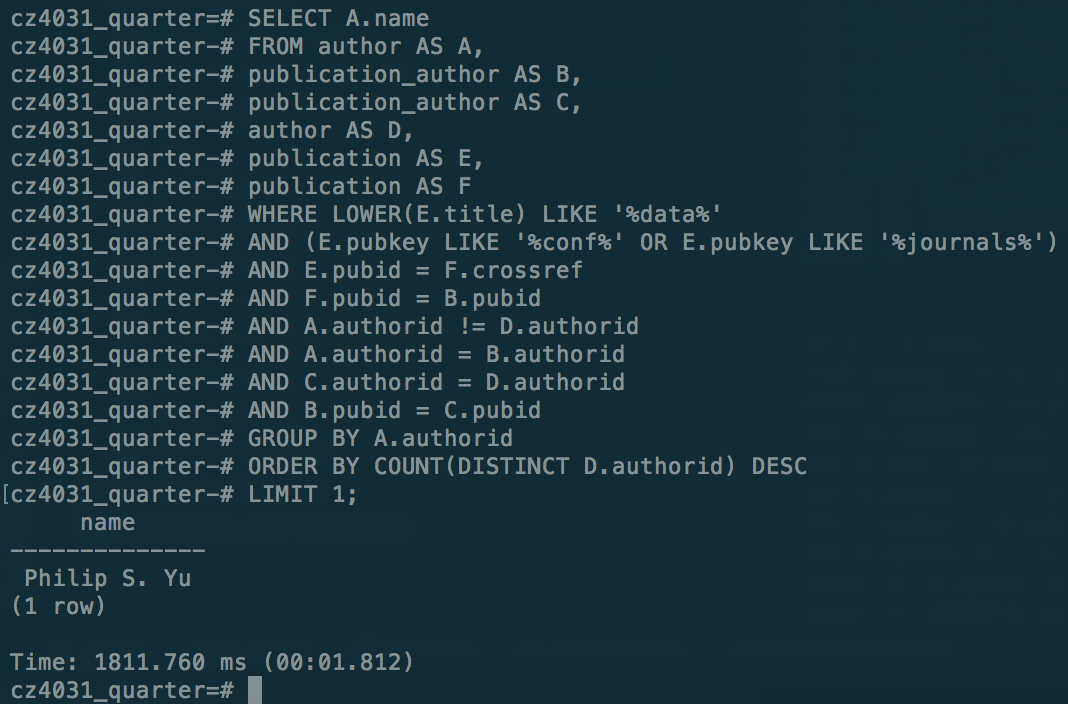 cz4031_quarter=# SELECT A.name
cz4031_quarter-# FROM author AS A,
cz4031_quarter-# publication_author AS B,
cz4031_quarter-# publication_author AS C,
cz4031_quarter-# author AS D,
cz4031_quarter-# publication AS E,
cz4031_quarter-# publication AS F
cz4031_quarter-# WHERE LOWER(E.title) LIKE '%data%'
cz4031_quarter-# AND (E.pubkey LIKE '%conf%' OR E.pubkey LIKE '%journals%')
cz4031_quarter-# AND E.pubid = F.crossref
cz4031_quarter-# AND F.pubid = B.pubid
cz4031_quarter-# AND A.authorid != D.authorid
cz4031_quarter-# AND A.authorid = B.authorid
cz4031_quarter-# AND C.authorid = D.authorid
cz4031_quarter-# AND B.pubid = C.pubid
cz4031_quarter-# GROUP BY A.authorid
cz4031_quarter-# ORDER BY COUNT(DISTINCT D.authorid) DESC
[cz4031_quarter-# LIMIT 1;
     name
--------------
 Philip S. Yu
(1 row)

Time: 1811.760 ms (00:01.812)
cz4031_quarter=#